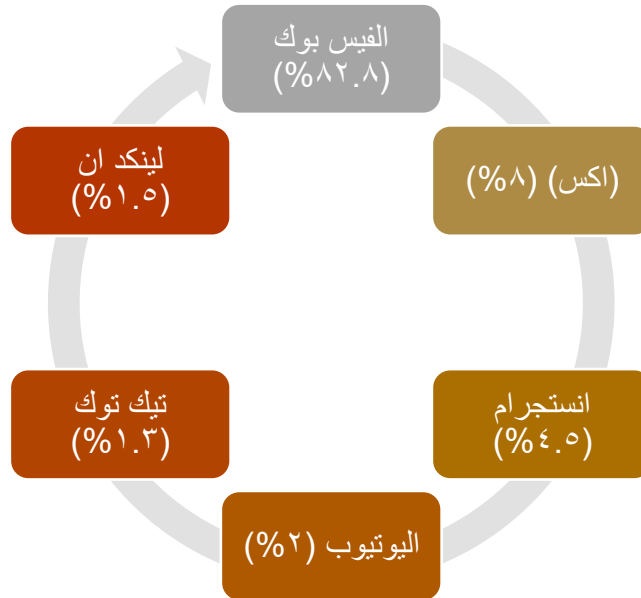 الفيس بوك
(٨٢.٨%)
(اكس) (٨%)
انستجرام
(٤.٥%)
اليوتيوب (٢%)
تيك توك
(١.٣%)
لينكد ان
(١.٥%)